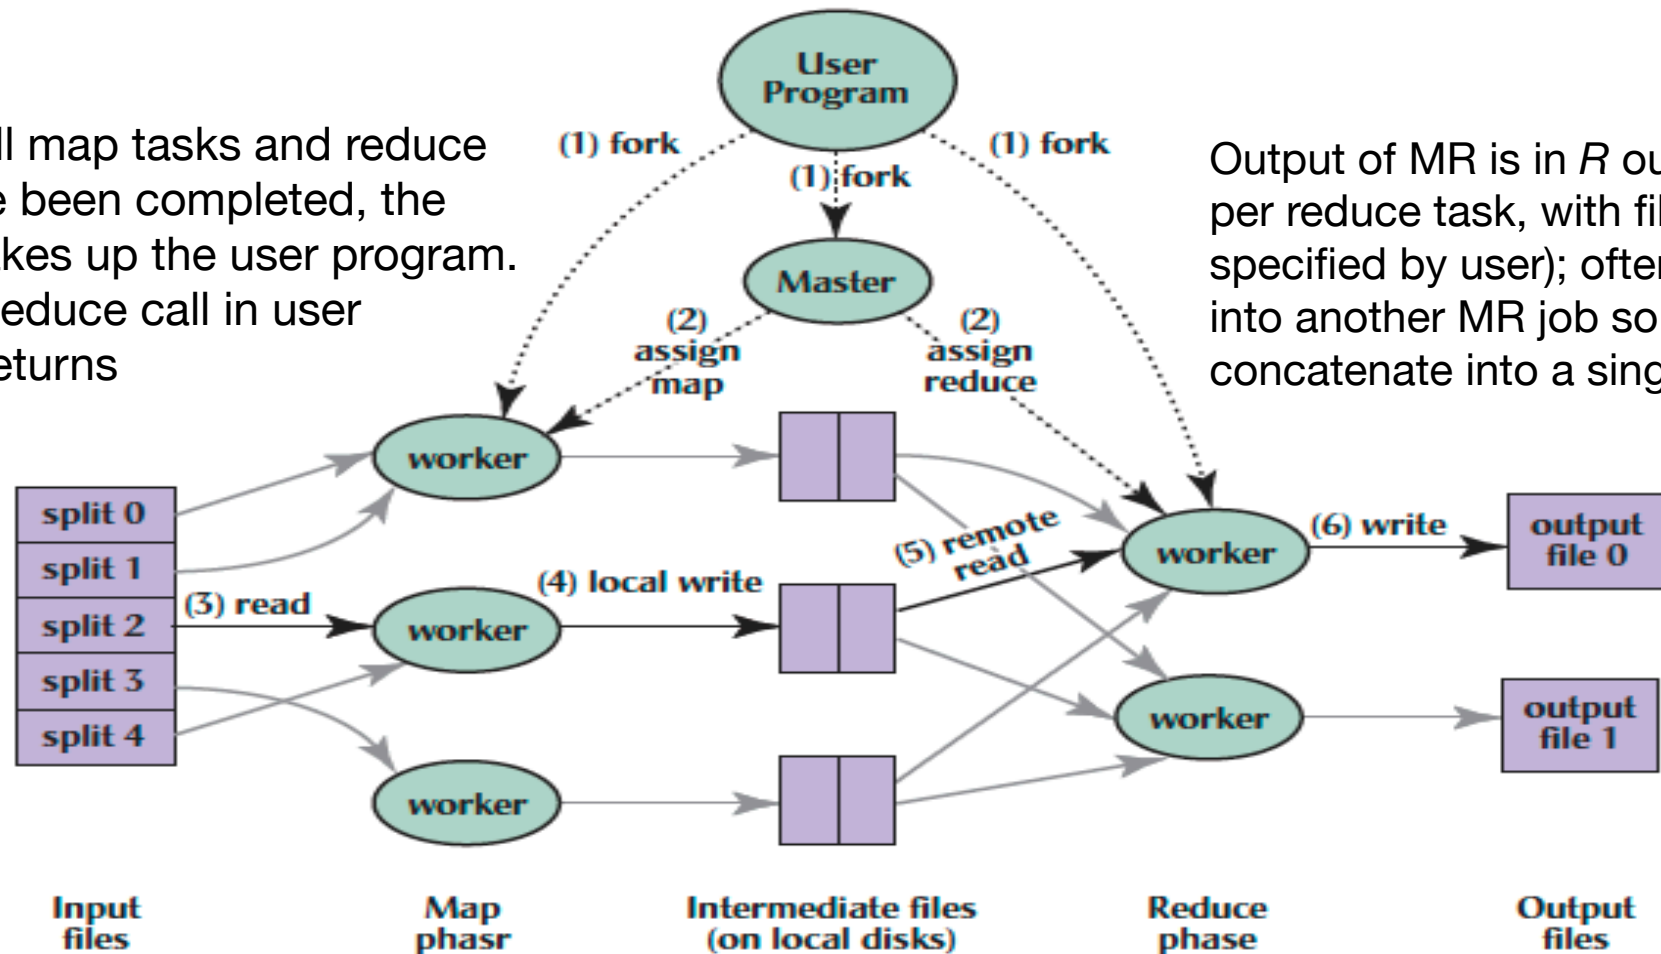 User
Program
ll map tasks and reduce
e been completed, the
akes up the user program.
educe call in user
eturns
(1) fork
(1) fork
(1) fork
Output of MR is in R ou
per reduce task, with fil
specified by user); often
into another MR job so
concatenate into a sing
Master
(2)
assign
map
(2)
assign
reduce
split 0
split 1
split 2
split 3
split 4
worker
worker
worker
(3) read
(4) local write
(5) remote
read
worker
worker
(6) write
output
file 0
output
file 1
Input
files
Map
phasr
Intermediate files
(on local disks)
Reduce
phase
Output
files